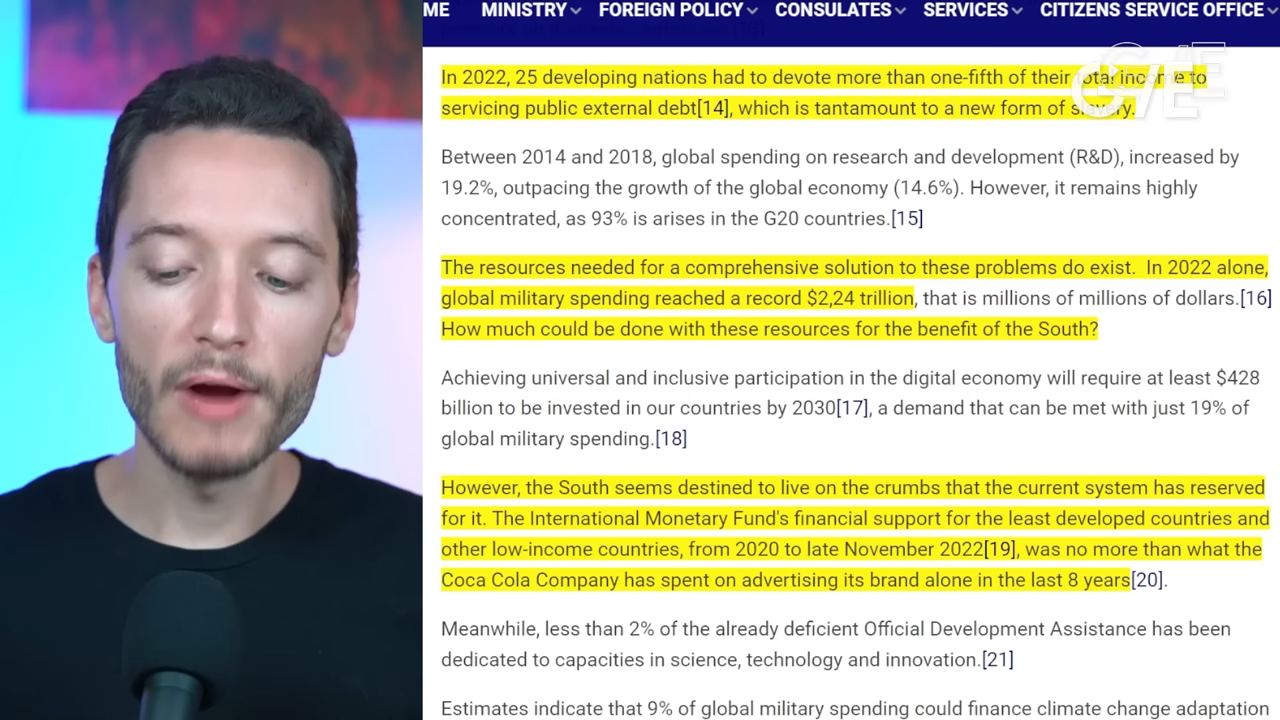 ME MINISTRY FOREIGN POLICY CONSULATES SERVICES CITIZENS SERVICE OFFICE
In 2022, 25 developing nations had to devote more than one-fifth of their total income to
servicing public external debt[14], which is tantamount to a new form of slavery.
Between 2014 and 2018, global spending on research and development (R&D), increased by
19.2%, outpacing the growth of the global economy (14.6%). However, it remains highly
concentrated, as 93% is arises in the G20 countries.[15]
The resources needed for a comprehensive solution to these problems do exist. In 2022 alone,
global military spending reached a record $2,24 trillion, that is millions of millions of dollars.[16]
How much could be done with these resources for the benefit of the South?
Achieving universal and inclusive participation in the digital economy will require at least $428
billion to be invested in our countries by 2030[17], a demand that can be met with just 19% of
global military spending.[18]
However, the South seems destined to live on the crumbs that the current system has reserved
for it. The International Monetary Fund's financial support for the least developed countries and
other low-income countries, from 2020 to late November 2022[19], was no more than what the
Coca Cola Company has spent on advertising its brand alone in the last 8 years[20].
Meanwhile, less than 2% of the already deficient Official Development Assistance has been
dedicated to capacities in science, technology and innovation.[21]
Estimates indicate that 9% of global military spending could finance climate change adaptation